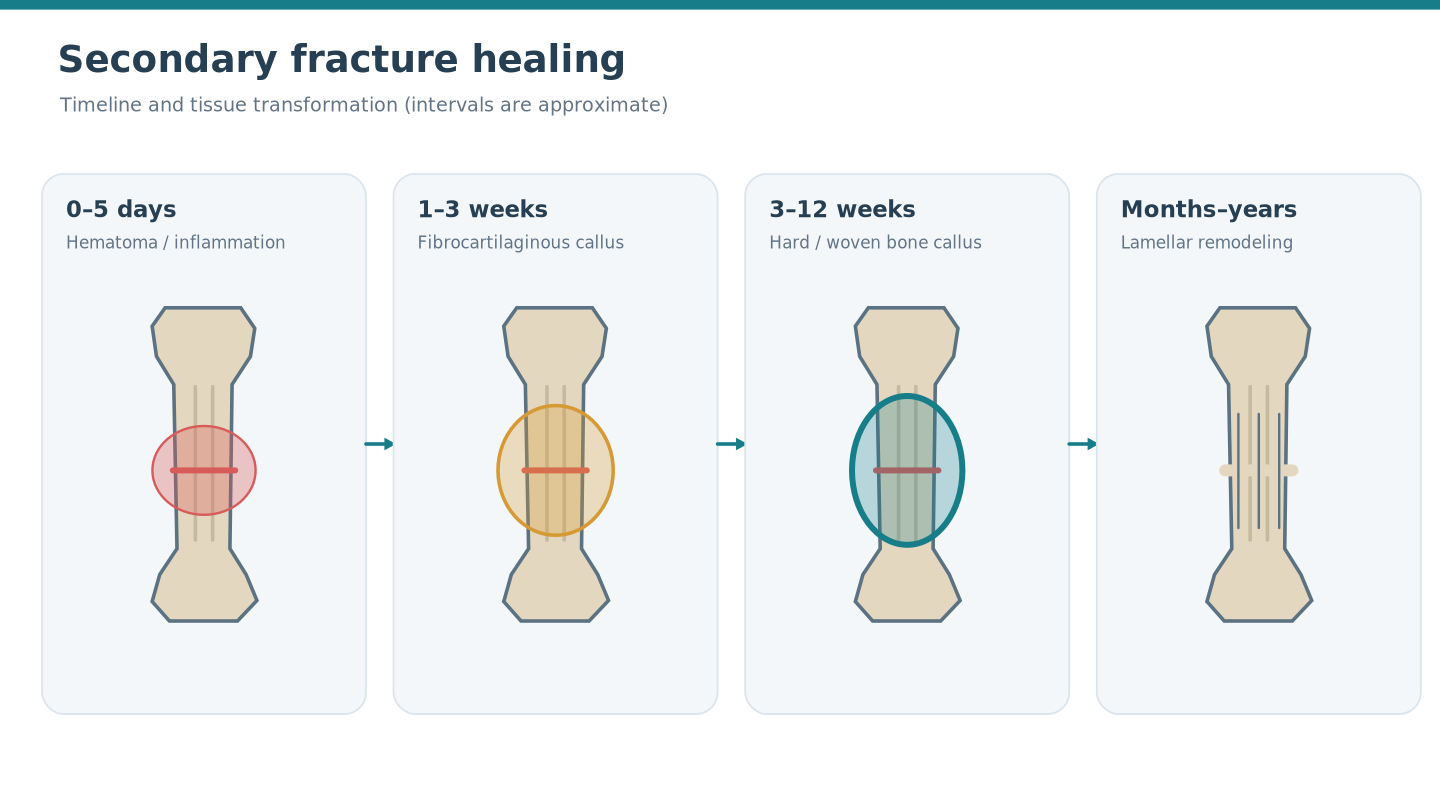 Secondary fracture healing
Timeline and tissue transformation (intervals are approximate)
0–5 days
Hematoma / inflammation
1–3 weeks
Fibrocartilaginous callus
3–12 weeks
Hard / woven bone callus
Months–years
Lamellar remodeling